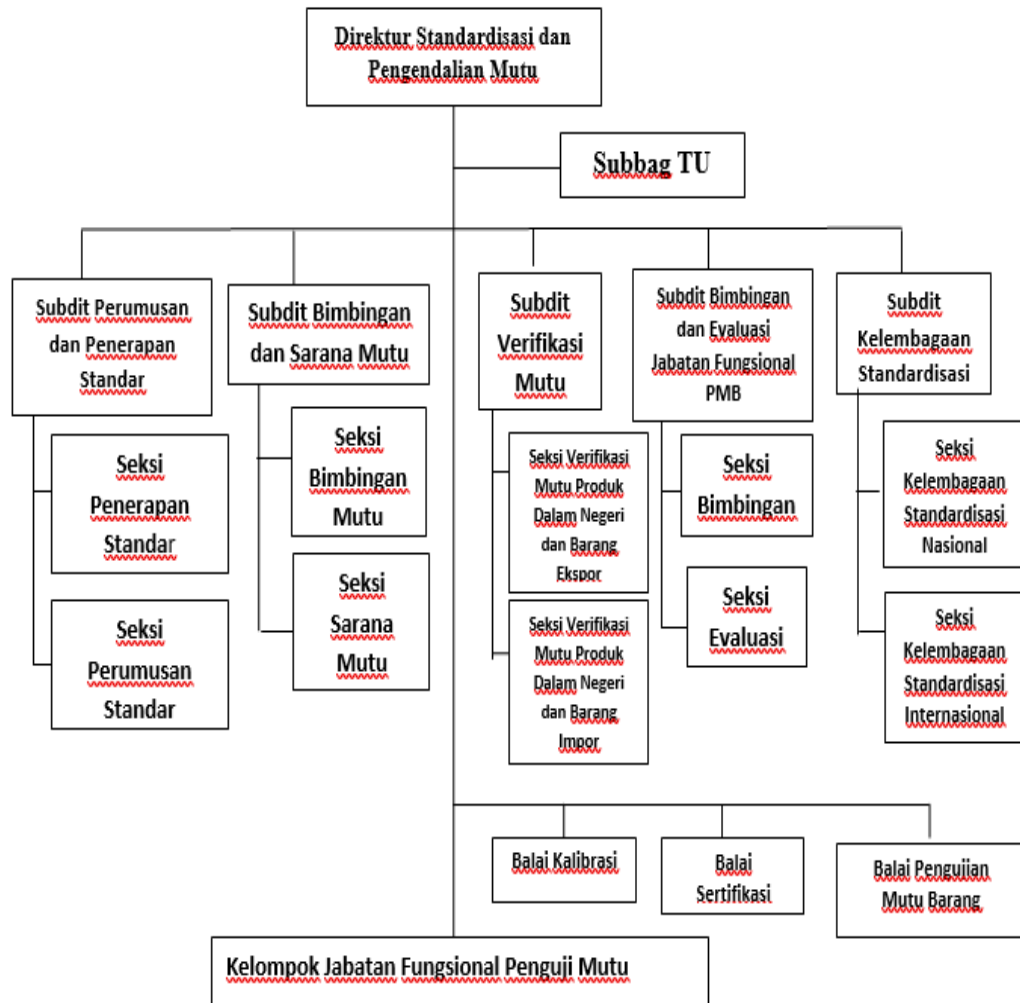 Direktur Standardisasi dan
Pengendalian Mutu
Subbag TU
Subdit Perumusan
dan Penerapan
Standar
Subdit Bimbingan
dan Sarana Mutu
Subdit
Verifikasi
Mutu
Subdit Bimbingan
dan Evaluasi
Jabatan Fungsional
PMB
Subdit
Kelembagaan
Standardisasi
Seksi
Penerapan
Standar
Seksi
Perumusan
Standar
Seksi
Bimbingan
Mutu
Seksi
Sarana
Mutu
Seksi Verifikasi
Mutu Produk
Dalam Negeri
dan Barang
Ekspor
Seksi Verifikasi
Mutu Produk
Dalam Negeri
dan Barang
Impor
Seksi
Bimbingan
Seksi
Evaluasi
Seksi
Kelembagaan
Standardisasi
Nasional
Seksi
Kelembagaan
Standardisasi
Internasional
Balai Kalibrasi
Balai
Sertifikasi
Balai Pengujian
Mutu Barang
Kelompok Jabatan Fungsional Penguji Mutu